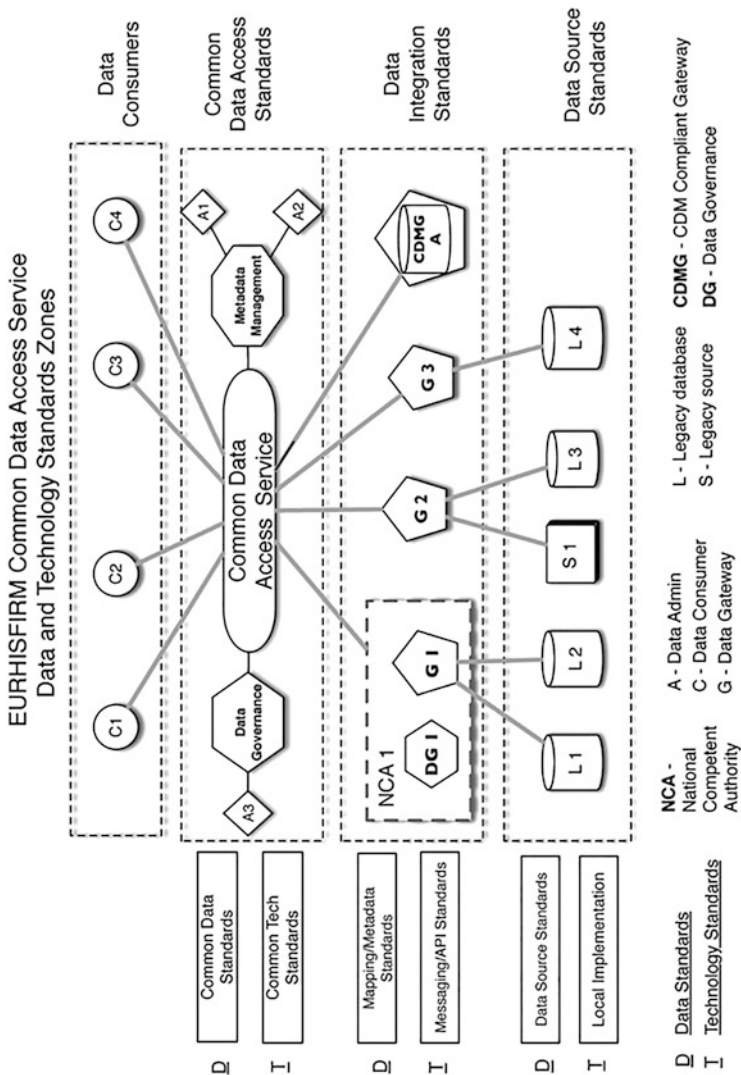 EURHISFIRM Common Data Access Service
Data and Technology Standards Zones
C1
C2
C3
C4
Data
Consumers
D
Common Data
Standards
T
Common Tech
Standards
A3
Data
Governance
Common Data
Access Service
Metadata
Management
A1
A2
Common
Data Access
Standards
D
Mapping/Metadata
Standards
T
Messaging/API Standards
NCA 1
DG I
G I
G 2
G 3
CDMG
A
Data
Integration
Standards
D
Data Source Standards
T
Local Implementation
L1
L2
S 1
L3
L4
Data Source
Standards
D Data Standards
T Technology Standards
NCA -
National
Competent
Authority
A - Data Admin
C - Data Consumer
G - Data Gateway
L - Legacy database
S - Legacy source
CDMG - CDM Compliant Gateway
DG - Data Governance